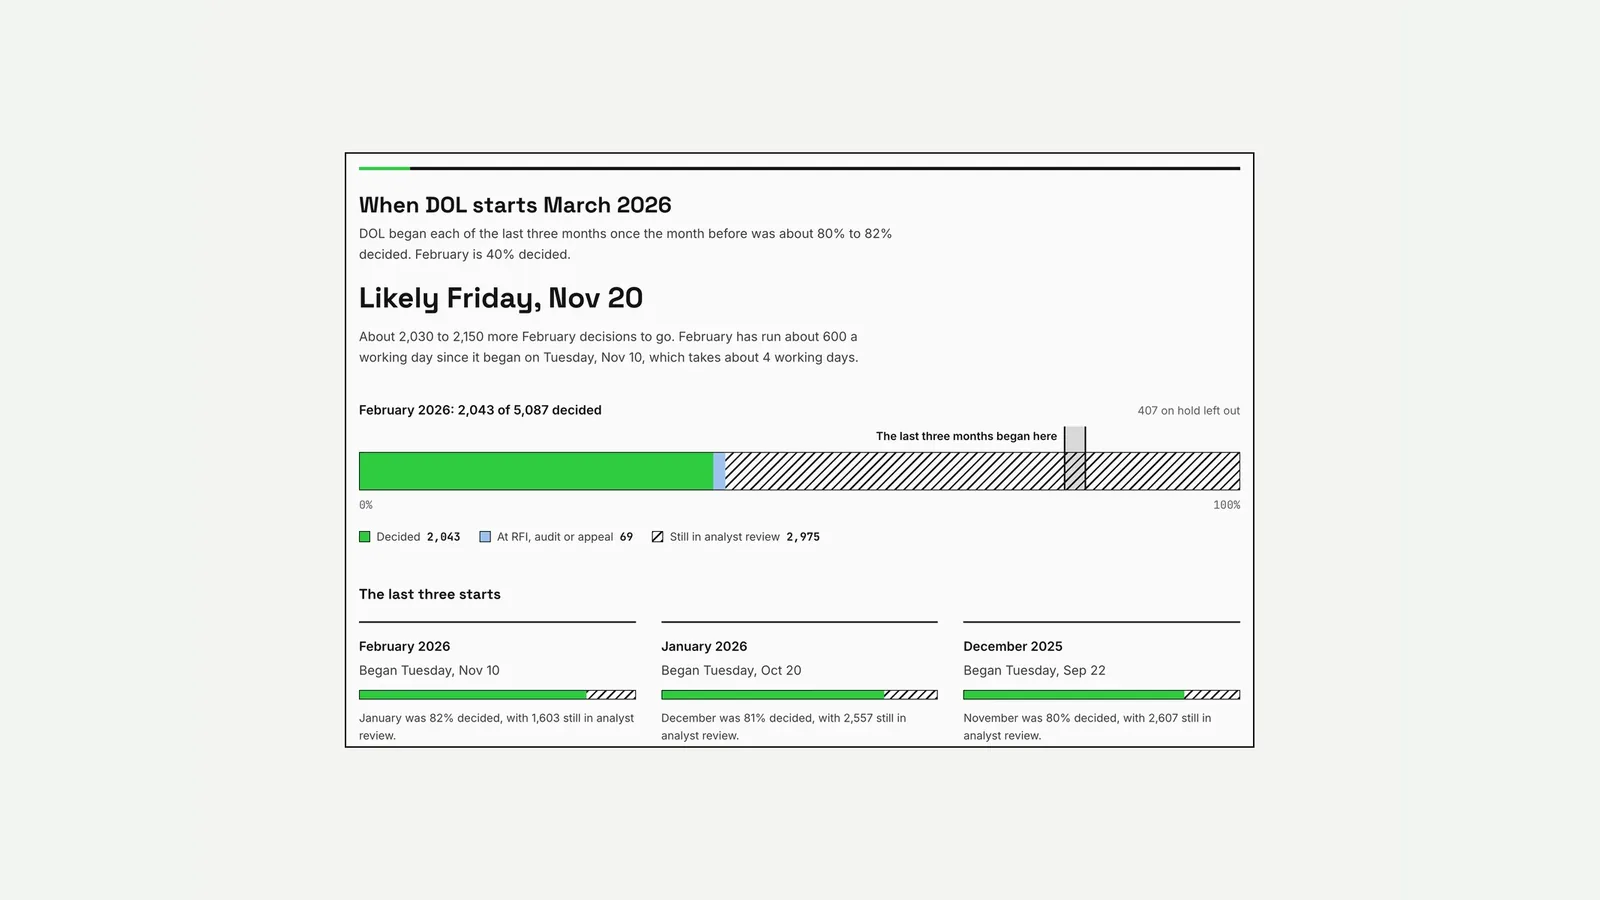 When DOL starts March 2026
DOL began each of the last three months once the month before was about 80% to 82%
decided. February is 40% decided.
Likely Friday, Nov 20
About 2,030 to 2,150 more February decisions to go. February has run about 600 a
working day since it began on Tuesday, Nov 10, which takes about 4 working days.
February 2026: 2,043 of 5,087 decided
407 on hold left out
The last three months began here
0%
100%
Decided 2,043
At RFI, audit or appeal 69
Still in analyst review 2,975
The last three starts
February 2026
Began Tuesday, Nov 10
January was 82% decided, with 1,603 still in analyst
review.
January 2026
Began Tuesday, Oct 20
December was 81% decided, with 2,557 still in
analyst review.
December 2025
Began Tuesday, Sep 22
November was 80% decided, with 2,607 still in
analyst review.